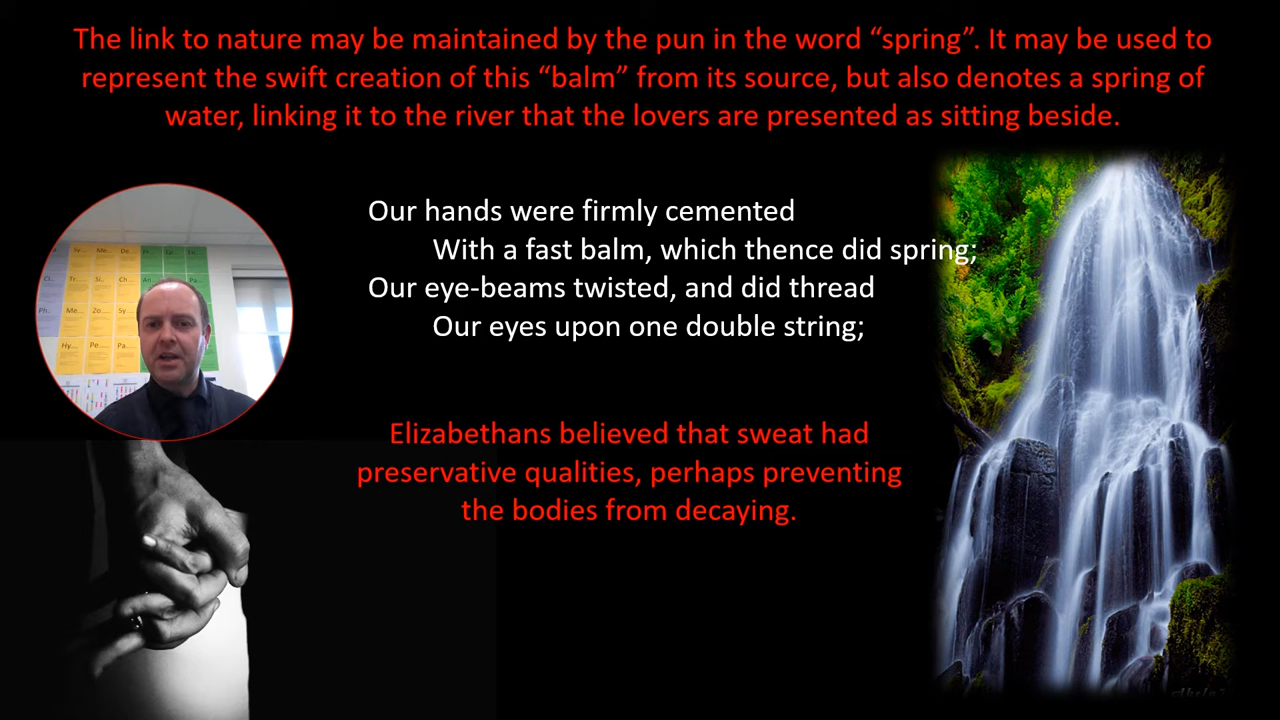 The link to nature may be maintained by the pun in the word “spring”. It may be used to
represent the swift creation of this “balm” from its source, but also denotes a spring of
water, linking it to the river that the lovers are presented as sitting beside.
Our hands were firmly cemented
With a fast balm, which thence did spring;
Our eye-beams twisted, and did thread
Our eyes upon one double string;
Elizabethans believed that sweat had
preservative qualities, perhaps preventing
the bodies from decaying.